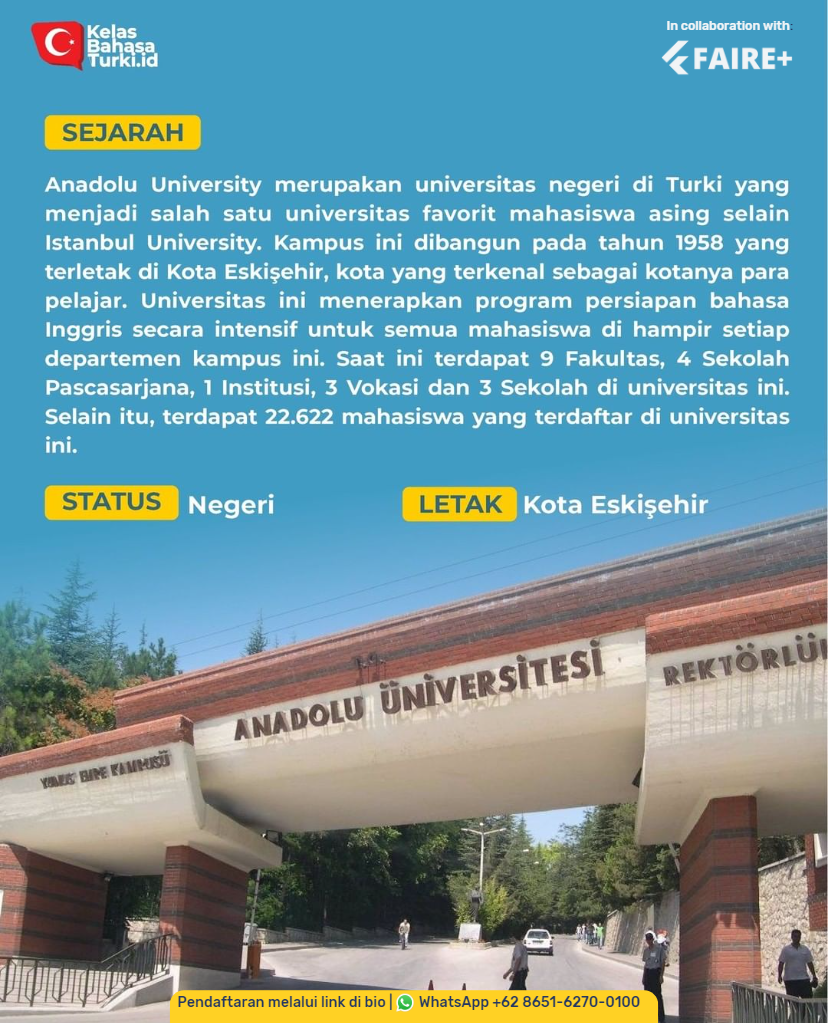 Kelas
Bahasa
Turki.id
In collaboration with:
FAIRE+
SEJARAH
Anadolu University merupakan universitas negeri di Turki yang
menjadi salah satu universitas favorit mahasiswa asing selain
Istanbul University. Kampus ini dibangun pada tahun 1958 yang
terletak di Kota Eskişehir, kota yang terkenal sebagai kotanya para
pelajar. Universitas ini menerapkan program persiapan bahasa
Inggris secara intensif untuk semua mahasiswa di hampir setiap
departemen kampus ini. Saat ini terdapat 9 Fakultas, 4 Sekolah
Pascasarjana, 1 Institusi, 3 Vokasi dan 3 Sekolah di universitas ini.
Selain itu, terdapat 22.622 mahasiswa yang terdaftar di universitas
ini.
STATUS Negeri
LETAK Kota Eskişehir
ANADOLU ÜNİVERSİTESİ
REKTÖRLÜ
YUNUS EMRE KAMPUSÜ
Pendaftaran melalui link di bio | WhatsApp +62 8651-6270-0100